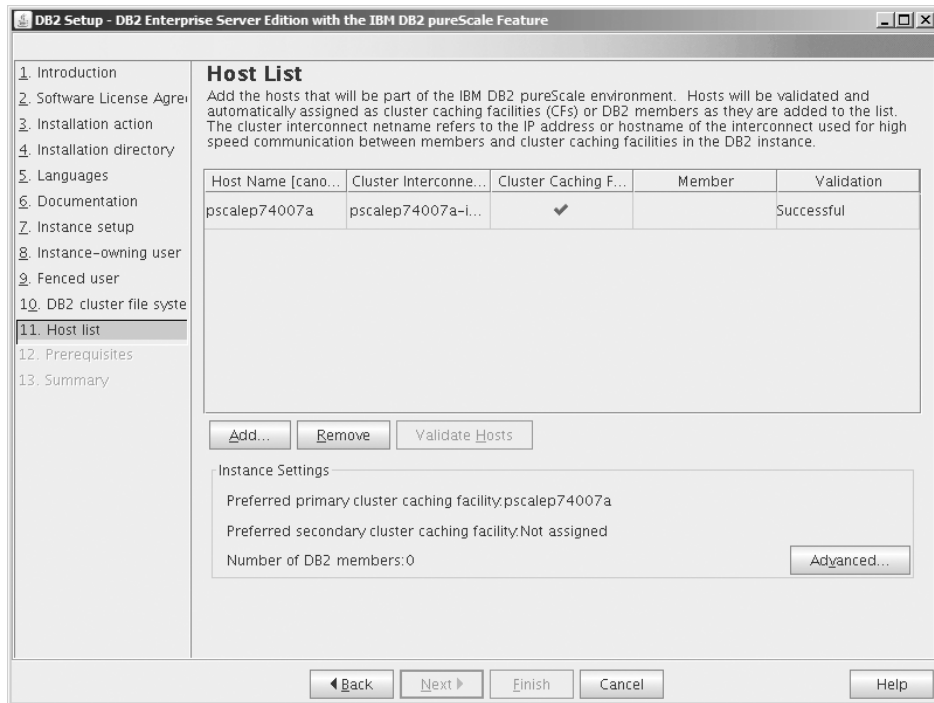 DB2 Setup - DB2 Enterprise Server Edition with the IBM DB2 pureScale Feature
1. Introduction
2. Software License Agre
3. Installation action
4. Installation directory
5. Languages
6. Documentation
7. Instance setup
8. Instance-owning user
9. Fenced user
10. DB2 cluster file syste
11. Host list
12. Prerequisites
13. Summary
Host List
Add the hosts that will be part of the IBM DB2 pureScale environment. Hosts will be validated and
automatically assigned as cluster caching facilities (CFs) or DB2 members as they are added to the list.
The cluster interconnect netname refers to the IP address or hostname of the interconnect used for high
speed communication between members and cluster caching facilities in the DB2 instance.
Host Name [cano... Cluster Interconne... Cluster Caching F... Member Validation
pscalep74007a pscalep74007a-i... Successful
Add... Remove Validate Hosts
Instance Settings
Preferred primary cluster caching facility:pscalep74007a
Preferred secondary cluster caching facility:Not assigned
Number of DB2 members:0
Advanced...
Back Next Finish Cancel Help